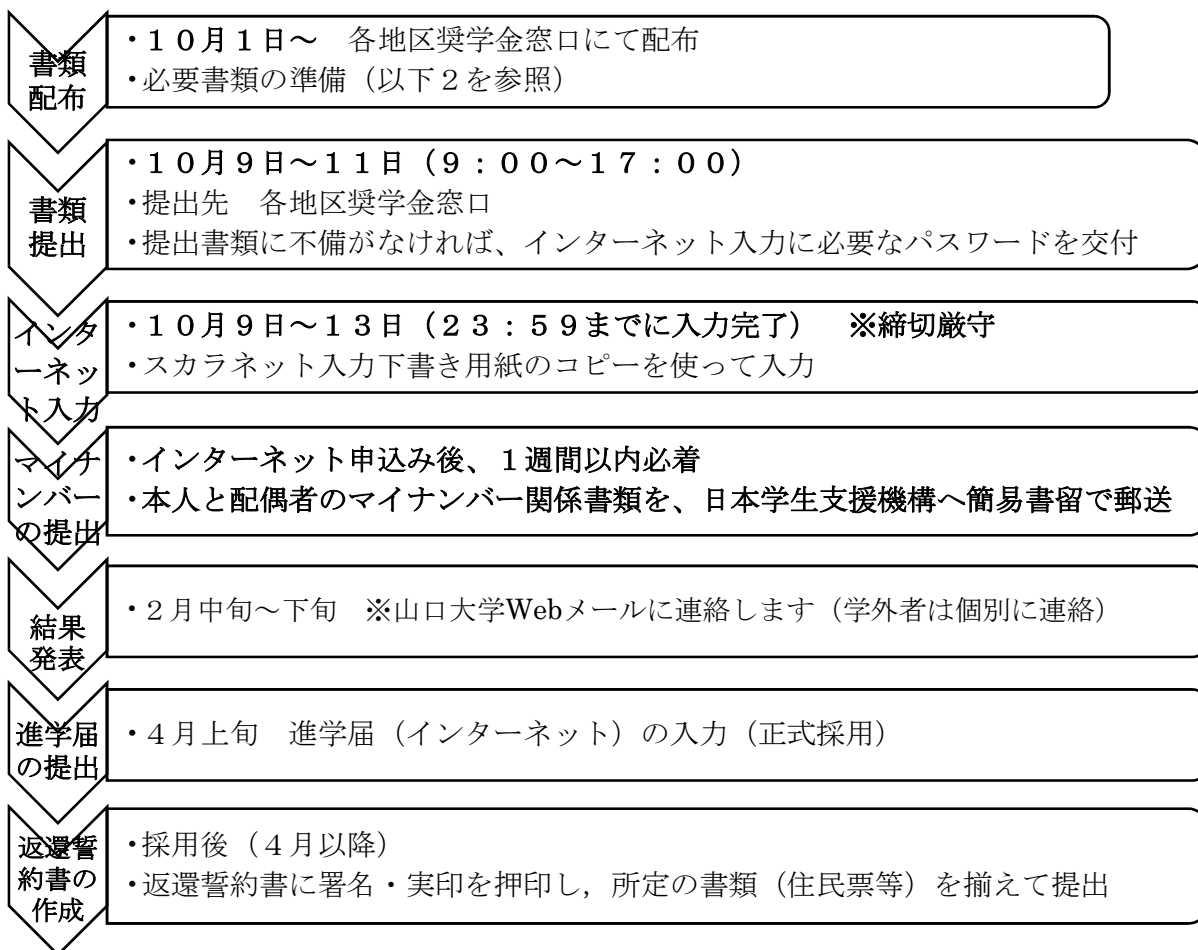 書類
配布
・１０月１日～　各地区奨学金窓口にて配布
・必要書類の準備（以下２を参照）
書類
提出
・１０月９日～１１日（９：００～１７：００）
・提出先　各地区奨学金窓口
・提出書類に不備がなければ、インターネット入力に必要なパスワードを交付
インタ
ーネッ
ト入力
・１０月９日～１３日（２３：５９までに入力完了）　※締切厳守
・スカラネット入力下書き用紙のコピーを使って入力
マイナ
ンバー
の提出
・インターネット申込み後、１週間以内必着
・本人と配偶者のマイナンバー関係書類を、日本学生支援機構へ簡易書留で郵送
結果
発表
・２月中旬～下旬　※山口大学Webメールに連絡します（学外者は個別に連絡）
進学届
の提出
・４月上旬　進学届（インターネット）の入力（正式採用）
返還誓
約書の
作成
・採用後（４月以降）
・返還誓約書に署名・実印を押印し，所定の書類（住民票等）を揃えて提出